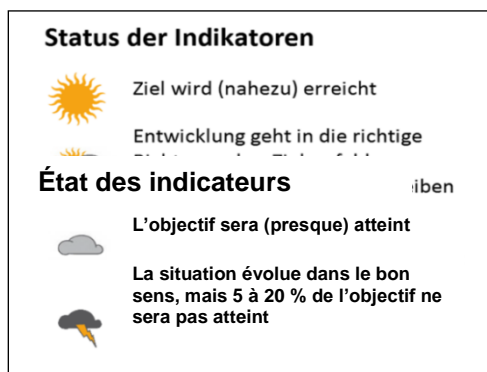 Status der Indikatoren
Ziel wird (nahezu) erreicht
Entwicklung geht in die richtige
État des indicateurs
L’objectif sera (presque) atteint
La situation évolue dans le bon
sens, mais 5 à 20 % de l’objectif ne
sera pas atteint